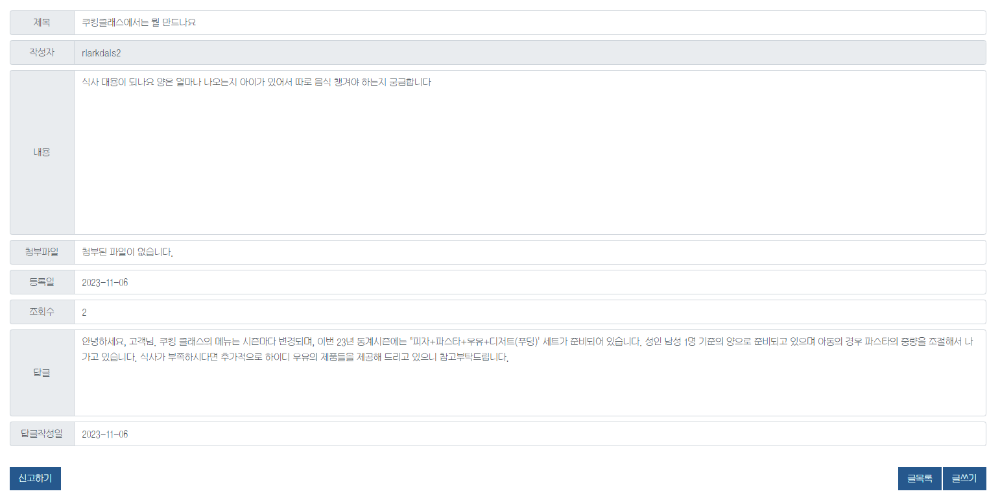 제목 쿠킹클래스에서는 뭘 만드나요
작성자 rlarkdals2
내용 식사 대용이 되나요 양은 얼마나 나오는지 아이가 있어서 따로 음식 챙겨야 하는지 궁금합니다
첨부파일 첨부된 파일이 없습니다.
등록일 2023-11-06
조회수 2
답글 안녕하세요, 고객님. 쿠킹 클래스의 메뉴는 시즌마다 변경되며, 이번 23년 동계시즌에는 "피자+파스타+우유+디저트(푸딩)' 세트가 준비되어 있습니다. 성인 남성 1명 기준의 양으로 준비되고 있으며 아동의 경우 파스타의 중량을 조절해서 나
가고 있습니다. 식사가 부족하시다면 추가적으로 하이디 우유의 제품들을 제공해 드리고 있으니 참고부탁드립니다.
답글작성일 2023-11-06
신고하기 글목록 글쓰기